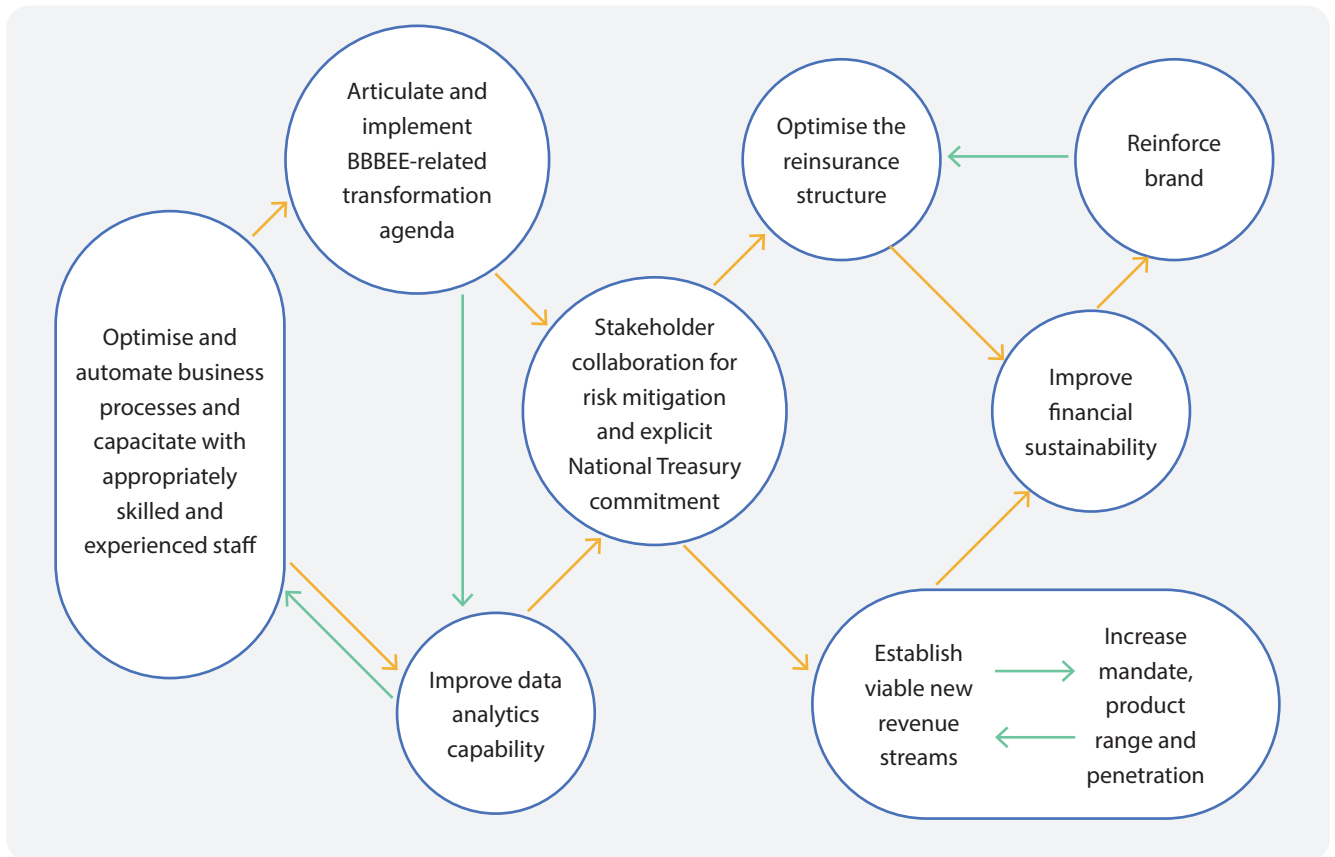 Articulate and
implement
BBBEE-related
transformation
agenda
Optimise the
reinsurance
structure
Reinforce
brand
Optimise and
automate business
processes and
capacitate with
appropriately
skilled and
experienced staff
Stakeholder
collaboration for
risk mitigation
and explicit
National Treasury
commitment
Improve
financial
sustainability
Improve data
analytics
capability
Establish
viable new
revenue
streams
Increase
mandate,
product
range and
penetration